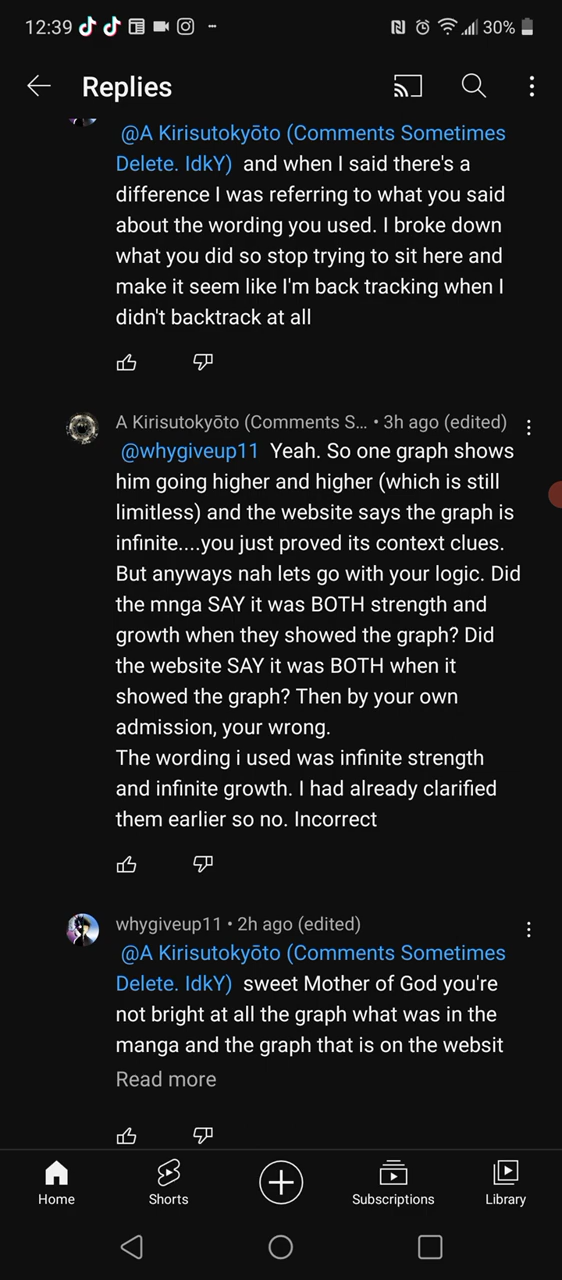 12:39
30%
Replies
@A Kirisutokyōto (Comments Sometimes
Delete. IdkY) and when I said there's a
difference I was referring to what you said
about the wording you used. I broke down
what you did so stop trying to sit here and
make it seem like I'm back tracking when I
didn't backtrack at all
A Kirisutokyōto (Comments S... • 3h ago (edited)
@whygiveup11 Yeah. So one graph shows
him going higher and higher (which is still
limitless) and the website says the graph is
infinite....you just proved its context clues.
But anyways nah lets go with your logic. Did
the mnga SAY it was BOTH strength and
growth when they showed the graph? Did
the website SAY it was BOTH when it
showed the graph? Then by your own
admission, your wrong.
The wording i used was infinite strength
and infinite growth. I had already clarified
them earlier so no. Incorrect
whygiveup11 • 2h ago (edited)
@A Kirisutokyōto (Comments Sometimes
Delete. IdkY) sweet Mother of God you're
not bright at all the graph what was in the
manga and the graph that is on the websit
Read more
Home
Shorts
Subscriptions
Library